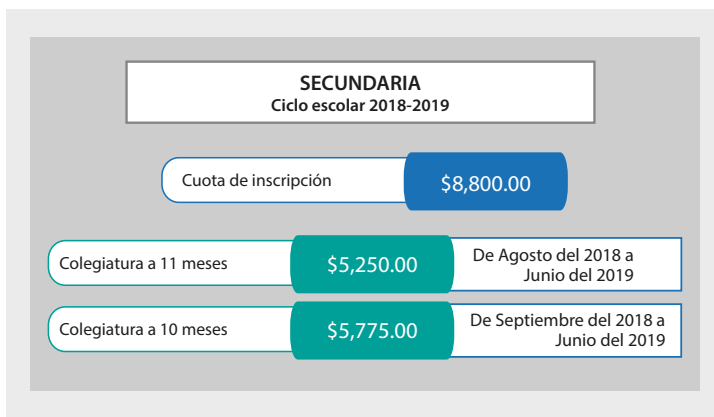 SECUNDARIA
Ciclo escolar 2018-2019
Cuota de inscripción
$8,800.00
Colegiatura a 11 meses
$5,250.00
De Agosto del 2018 a
Junio del 2019
Colegiatura a 10 meses
$5,775.00
De Septiembre del 2018 a
Junio del 2019